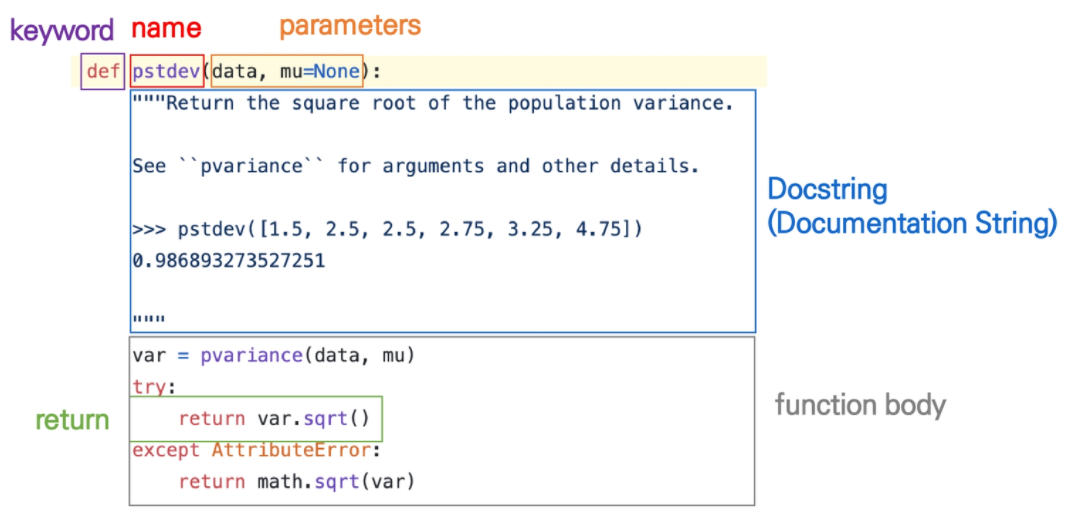 keyword name parameters
def pstdev(data, mu=None):
"""Return the square root of the population variance.
See ``pvariance`` for arguments and other details.
>>> pstdev([1.5, 2.5, 2.5, 2.75, 3.25, 4.75])
0.986893273527251
"""
Docstring
(Documentation String)
var = pvariance(data, mu)
try:
return var.sqrt()
except AttributeError:
return math.sqrt(var)
return
function body